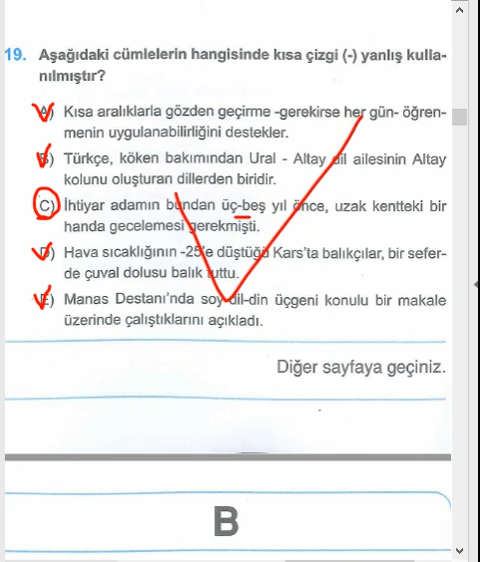 19. Aşağıdaki cümlelerin hangisinde kısa çizgi (-) yanlış kulla-
nılmıştır?
A) Kısa aralıklarla gözden geçirme -gerekirse her gün- öğren-
menin uygulanabilirliğini destekler.
B) Türkçe, köken bakımından Ural - Altay dil ailesinin Altay
kolunu oluşturan dillerden biridir.
C) İhtiyar adamın bundan üç-beş yıl önce, uzak kentteki bir
handa gecelemesi gerekmişti.
D) Hava sıcaklığının -25'e düştüğü Kars'ta balıkçılar, bir sefer-
de çuval dolusu balık tuttu.
E) Manas Destanı'nda soy-dil-din üçgeni konulu bir makale
üzerinde çalıştıklarını açıkladı.
Diğer sayfaya geçiniz.
B